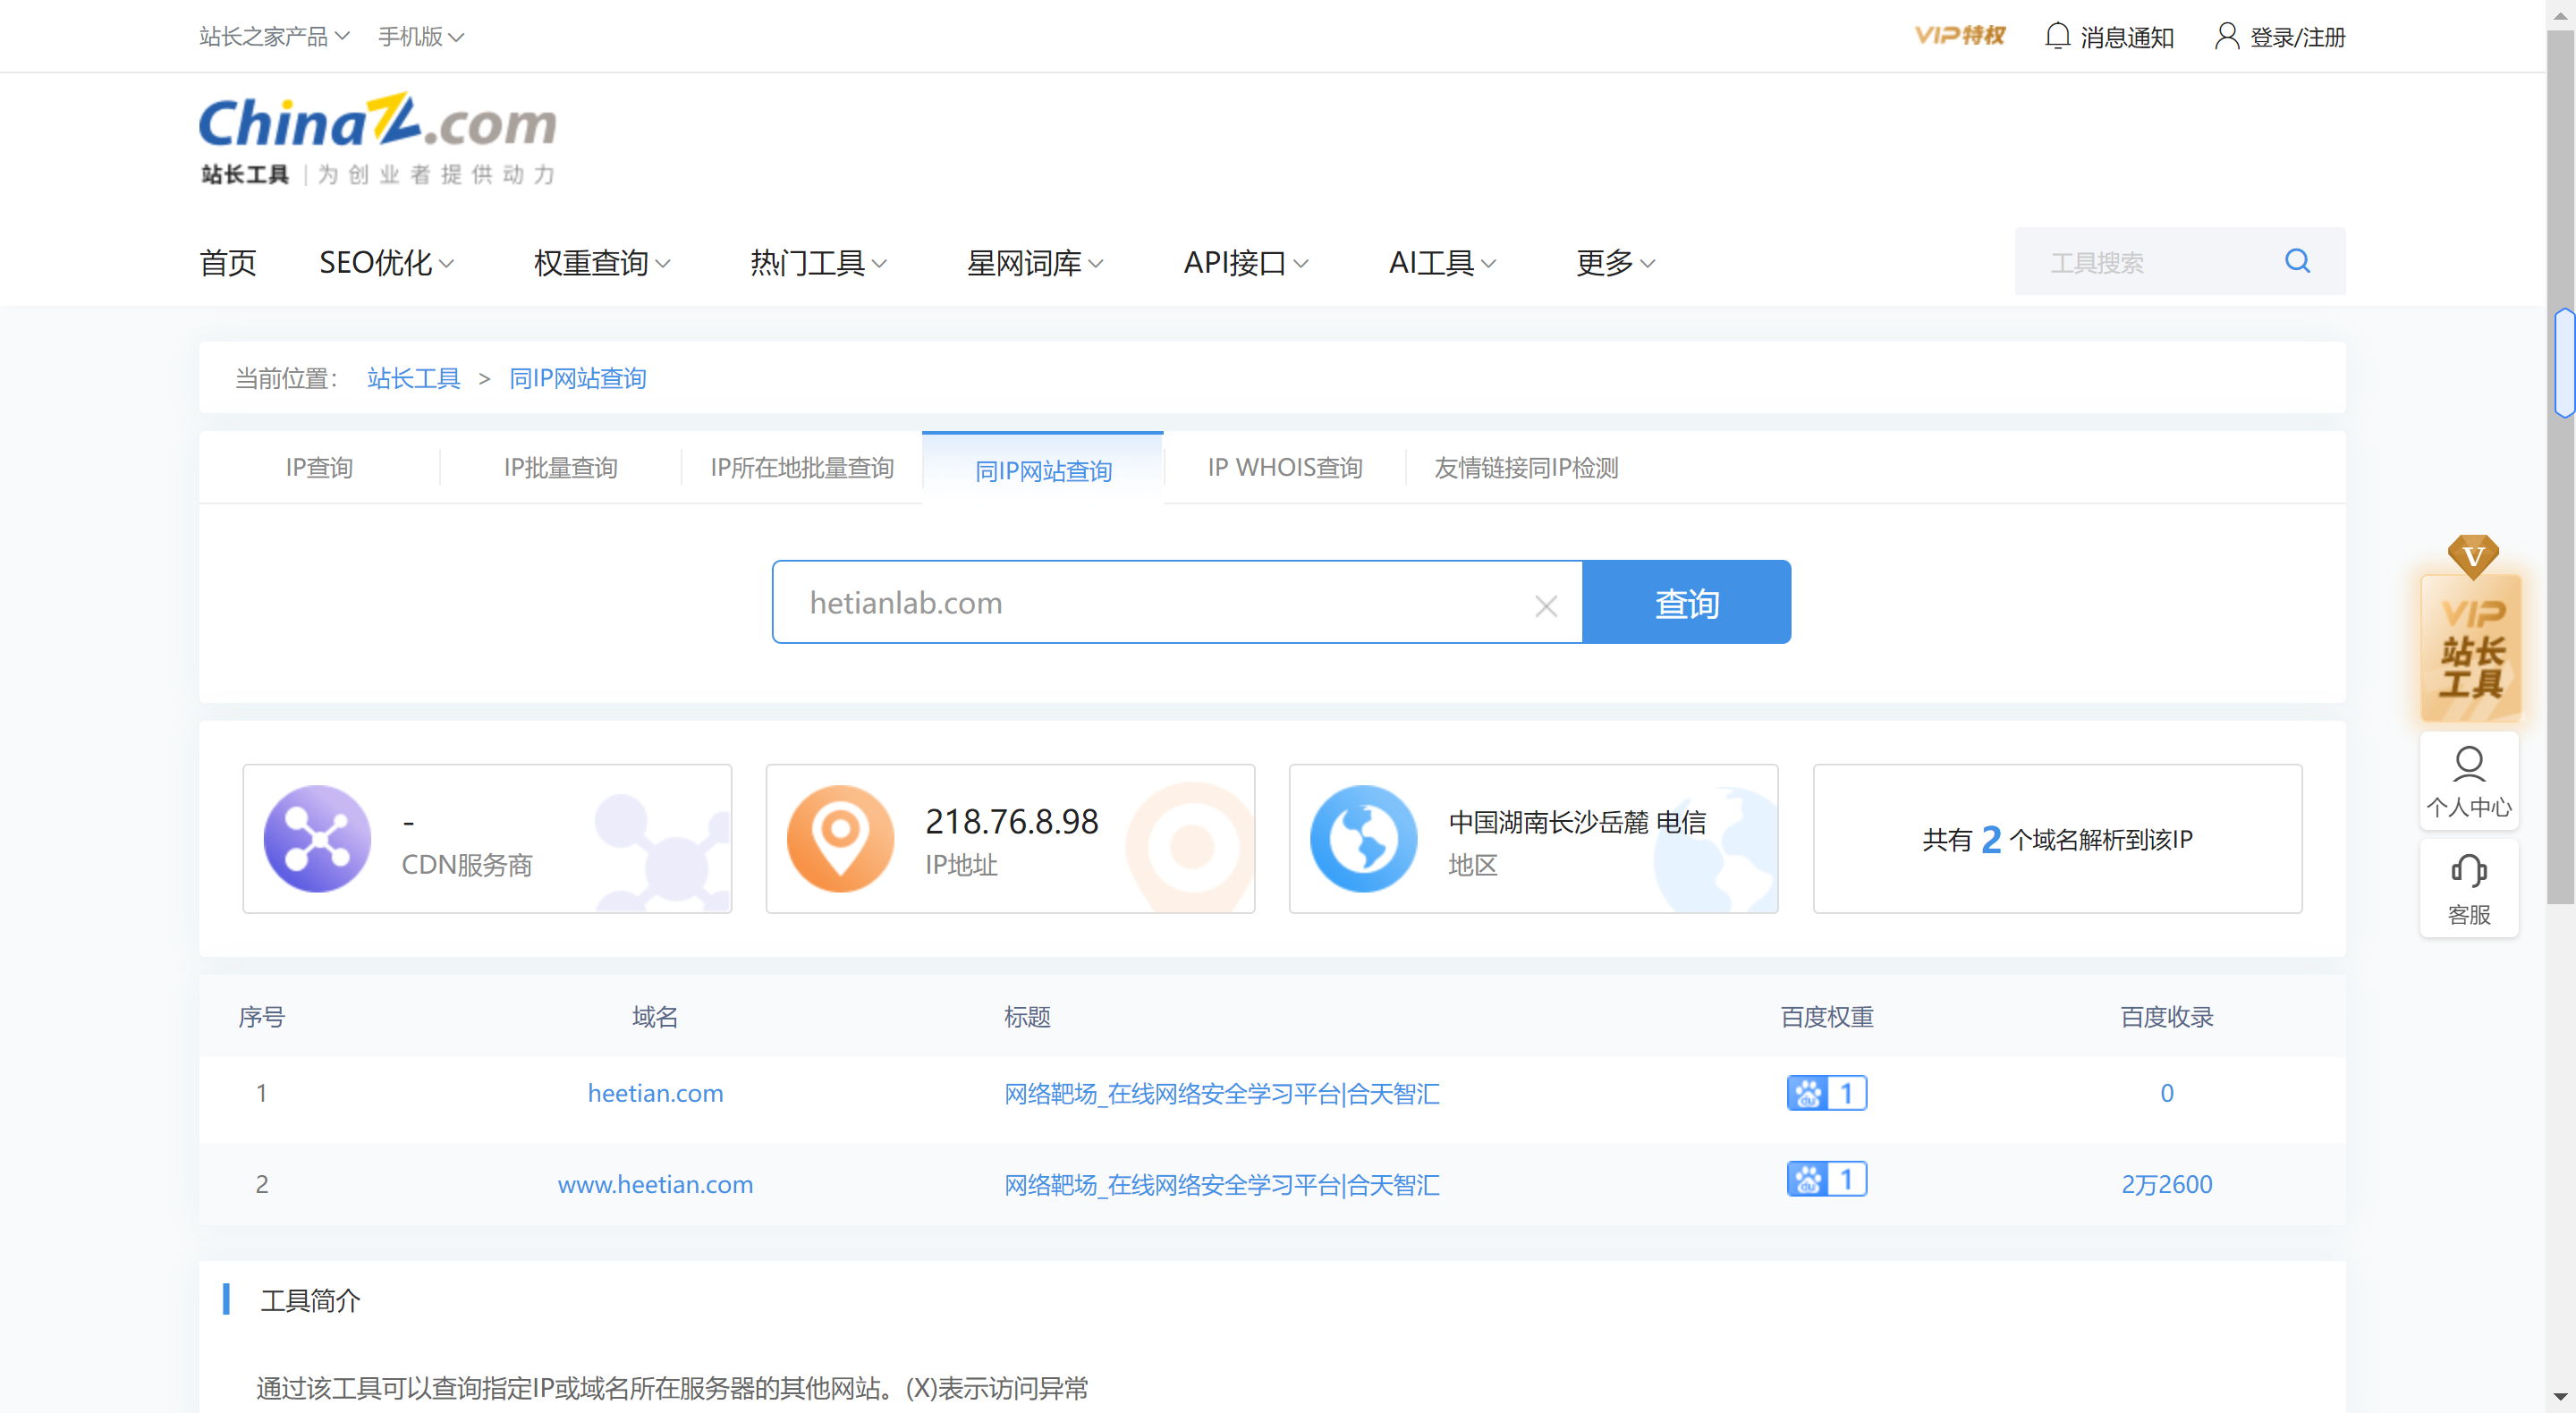 站长之家产品 手机版 VIP特权 消息通知 登录/注册
ChinaZ.com
站长工具 | 为创业者提供动力
首页 SEO优化 权重查询 热门工具 星网词库 API接口 AI工具 更多 工具搜索
当前位置： 站长工具 > 同IP网站查询
IP查询 IP批量查询 IP所在地批量查询 同IP网站查询 IP WHOIS查询 友情链接同IP检测
hetianlab.com 查询
V
VIP
站长
工具
个人中心
客服
- 218.76.8.98 中国湖南长沙岳麓 电信 共有 2 个域名解析到该IP
CDN服务商 IP地址 地区
序号 域名 标题 百度权重 百度收录
1 heetian.com 网络靶场_在线网络安全学习平台|合天智汇 du 1 0
2 www.heetian.com 网络靶场_在线网络安全学习平台|合天智汇 du 1 2万2600
工具简介
通过该工具可以查询指定IP或域名所在服务器的其他网站。(X)表示访问异常